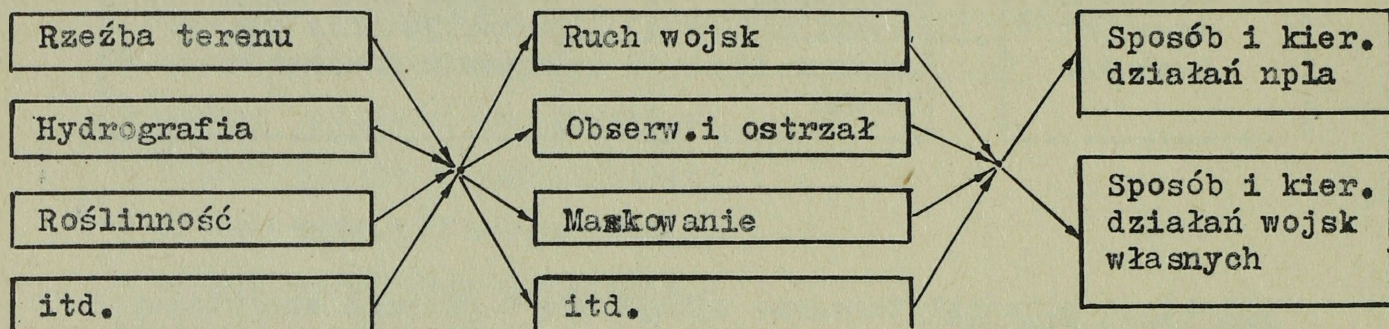 Rzeźba terenu
Hydrografia
Roślinność
itd.
Ruch wojsk
Obserw.i ostrzał
Maskowanie
itd.
Sposób i kier.
działań npla
Sposób i kier.
działań wojsk
własnych